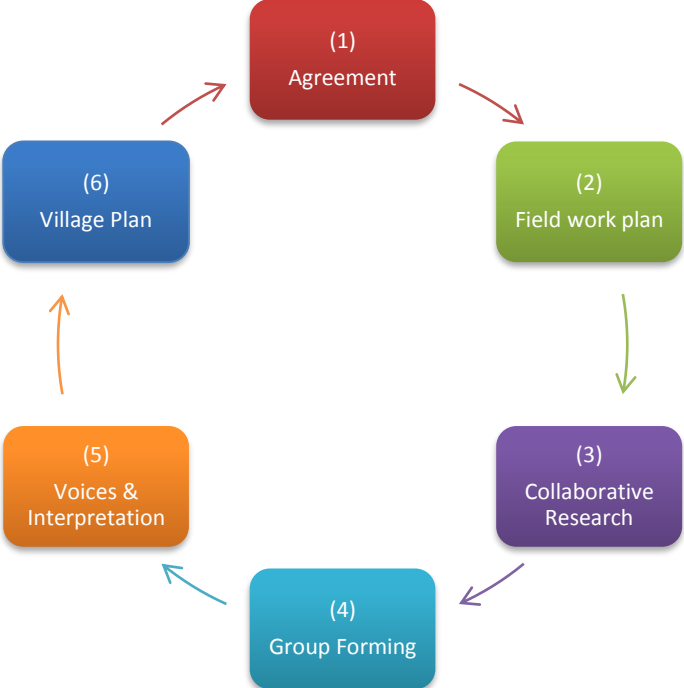 (1)
Agreement
(2)
Field work plan
(3)
Collaborative
Research
(4)
Group Forming
(5)
Voices &
Interpretation
(6)
Village Plan